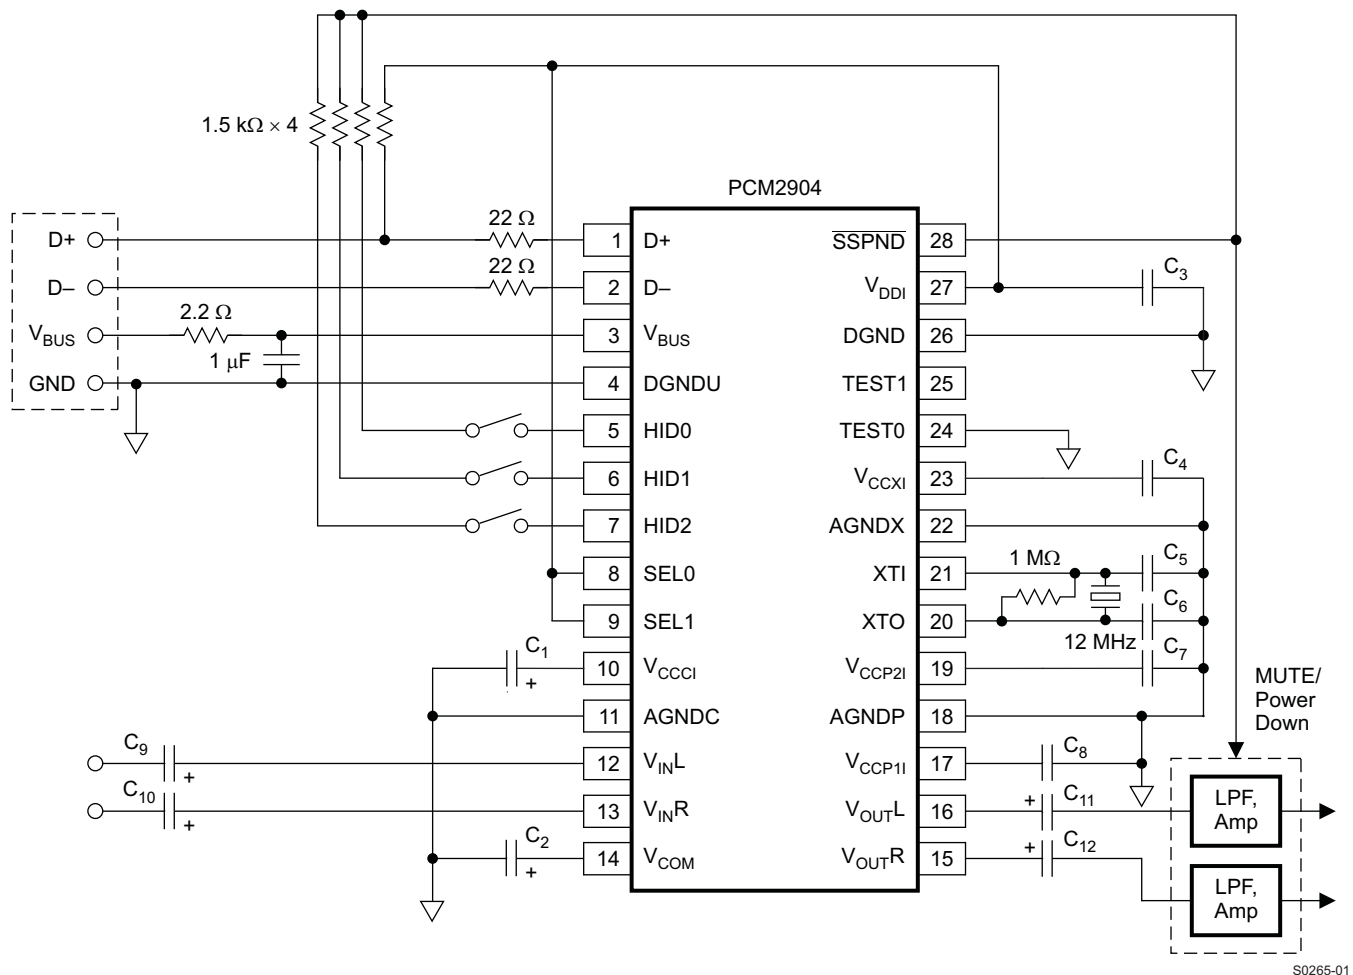 1.5 kΩ × 4
PCM2904
D+
22 Ω
1
D+
SSPND
28
D–
22 Ω
2
D–
VDDI
27
C3
VBUS
2.2 Ω
3
VBUS
DGND
26
1 μF
GND
4
DGNDU
TEST1
25
5
HID0
TEST0
24
6
HID1
VCCXI
23
C4
7
HID2
AGNDX
22
8
SEL0
XTI
21
1 MΩ
C5
9
SEL1
XTO
20
12 MHz
C6
C1
+
10
VCCCI
VCCP2I
19
C7
11
AGNDC
AGNDP
18
MUTE/
Power
Down
C9
+
12
VINL
VCCP1I
17
C8
C10
+
13
VINR
VOUTL
16
+
C11
LPF,
Amp
C2
+
14
VCOM
VOUTR
15
+
C12
LPF,
Amp
S0265-01